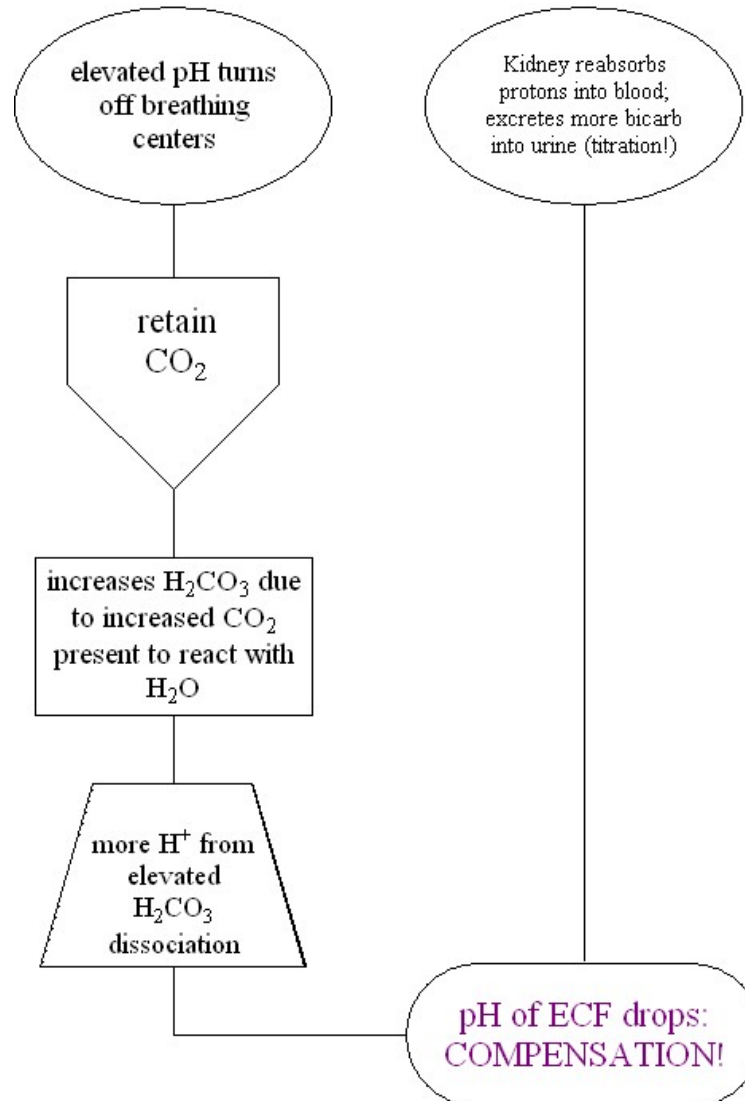 elevated pH turns
off breathing
centers
Kidney reabsorbs
protons into blood;
excretes more bicarb
into urine (titration!)
retain
CO₂
increases H₂CO₃ due
to increased CO₂
present to react with
H₂O
more H⁺ from
elevated
H₂CO₃
dissociation
pH of ECF drops:
COMPENSATION!